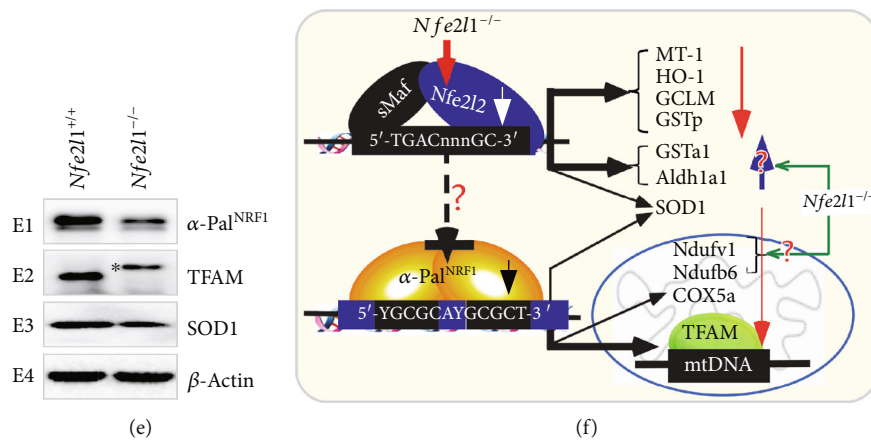 Nfe2l1+/+
Nfe2l1−/−
E1
α-PalNRF1
E2
*
TFAM
E3
SOD1
E4
β-Actin
(e)
Nfe2l1−/−
sMaf
Nfe2l2
5′-TGACnnnGC-3′
?
α-PalNRF1
5′-YGCGCAYGCGCT-3′
MT-1
HO-1
GCLM
GSTp
GSTa1
Aldh1a1
?
SOD1
Nfe2l1−/−
Ndufv1
Ndufb6
?
COX5a
TFAM
mtDNA
(f)